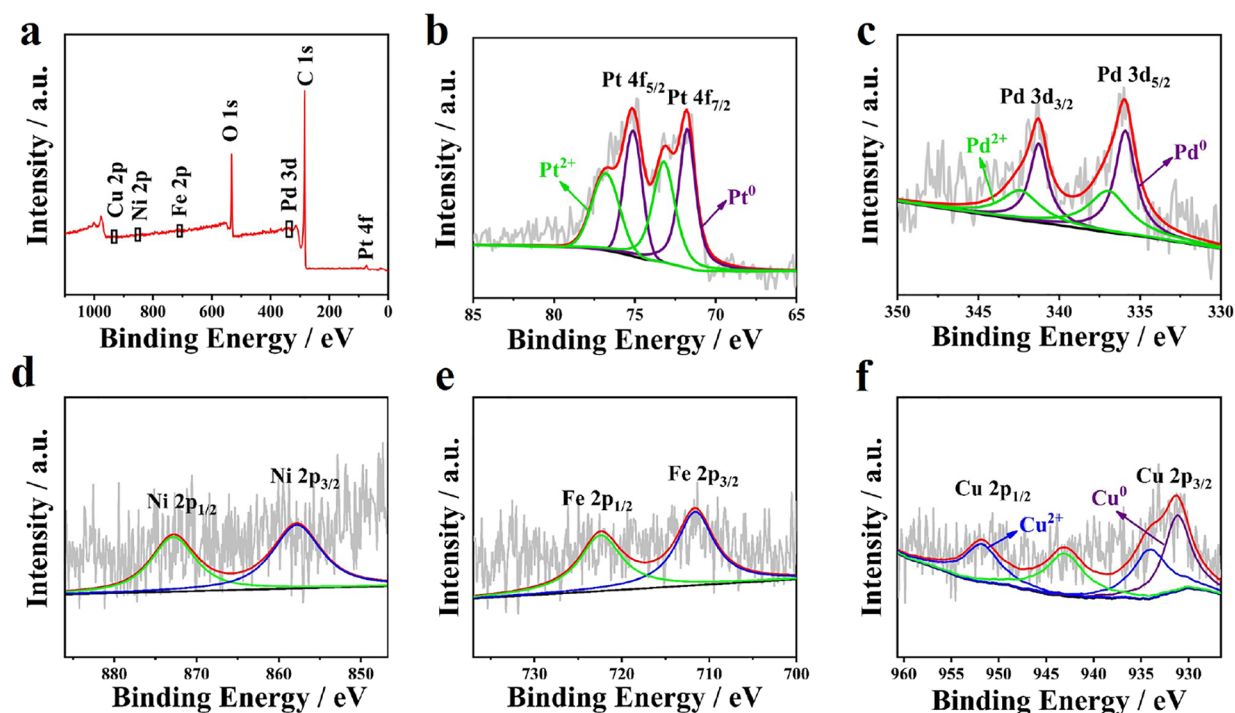 a
Intensity / a.u.
Cu 2p
Ni 2p
Fe 2p
O 1s
Pd 3d
C 1s
Pt 4f
1000 800 600 400 200 0
Binding Energy / eV
b
Intensity / a.u.
Pt 4f5/2
Pt 4f7/2
Pt2+
Pt0
85 80 75 70 65
Binding Energy / eV
c
Intensity / a.u.
Pd 3d3/2
Pd 3d5/2
Pd2+
Pd0
350 345 340 335 330
Binding Energy / eV
d
Intensity / a.u.
Ni 2p1/2
Ni 2p3/2
880 870 860 850
Binding Energy / eV
e
Intensity / a.u.
Fe 2p1/2
Fe 2p3/2
730 720 710 700
Binding Energy / eV
f
Intensity / a.u.
Cu 2p1/2
Cu0
Cu 2p3/2
Cu2+
960 955 950 945 940 935 930
Binding Energy / eV